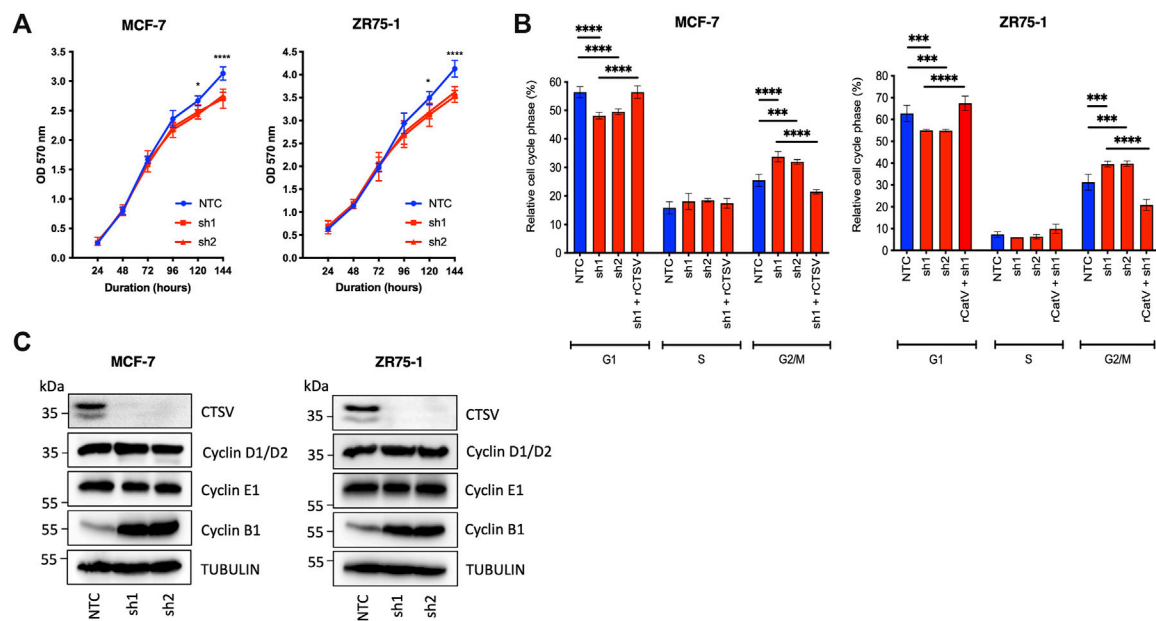 A
MCF-7
OD 570 nm
3.5
3.0
2.5
2.0
1.5
1.0
0.5
0.0
24 48 72 96 120 144
Duration (hours)
* ****
NTC
sh1
sh2
ZR75-1
OD 570 nm
4.5
4.0
3.5
3.0
2.5
2.0
1.5
1.0
0.5
0.0
24 48 72 96 120 144
Duration (hours)
* ****
NTC
sh1
sh2
B
MCF-7
Relative cell cycle phase (%)
60
50
40
30
20
10
0
****
****
****
****
***
****
NTC
sh1
sh2
sh1 + rCTSV
NTC
sh1
sh2
sh1 + rCTSV
NTC
sh1
sh2
sh1 + rCTSV
G1 S G2/M
ZR75-1
Relative cell cycle phase (%)
80
70
60
50
40
30
20
10
0
***
***
****
***
***
****
NTC
sh1
sh2
rCatV + sh1
NTC
sh1
sh2
rCatV + sh1
NTC
sh1
sh2
rCatV + sh1
G1 S G2/M
C
MCF-7
kDa
35 CTSV
35 Cyclin D1/D2
55 Cyclin E1
55 Cyclin B1
55 TUBULIN
NTC
sh1
sh2
ZR75-1
kDa
35 CTSV
35 Cyclin D1/D2
55 Cyclin E1
55 Cyclin B1
55 TUBULIN
NTC
sh1
sh2